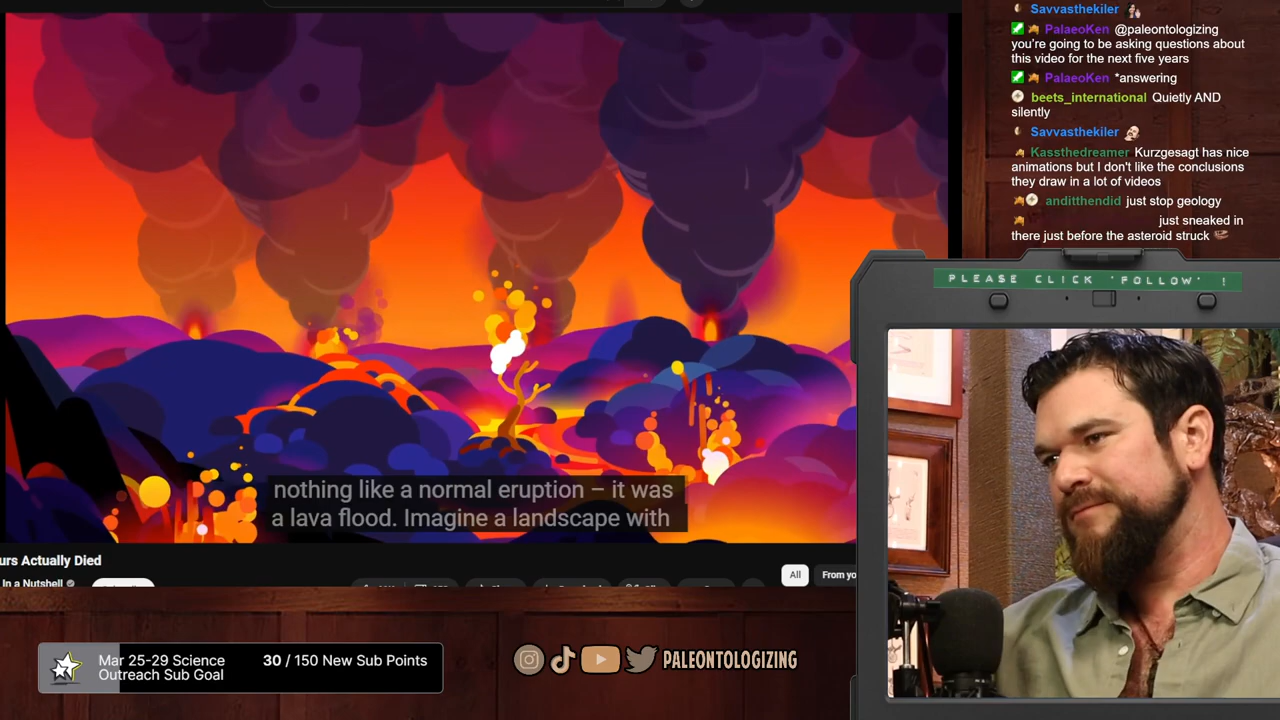 Savvasthekiler
PalaeoKen @paleontologizing
you're going to be asking questions about
this video for the next five years
PalaeoKen *answering
beets_international Quietly AND
silently
Savvasthekiler
Kassthedreamer Kurzgesagt has nice
animations but I don't like the conclusions
they draw in a lot of videos
anditthendid just stop geology
just sneaked in
there just before the asteroid struck
PLEASE CLICK 'FOLLOW' !
nothing like a normal eruption – it was
a lava flood. Imagine a landscape with
urs Actually Died
In a Nutshell
All
From yo
Mar 25-29 Science
Outreach Sub Goal
30 / 150 New Sub Points
PALEONTOLOGIZING